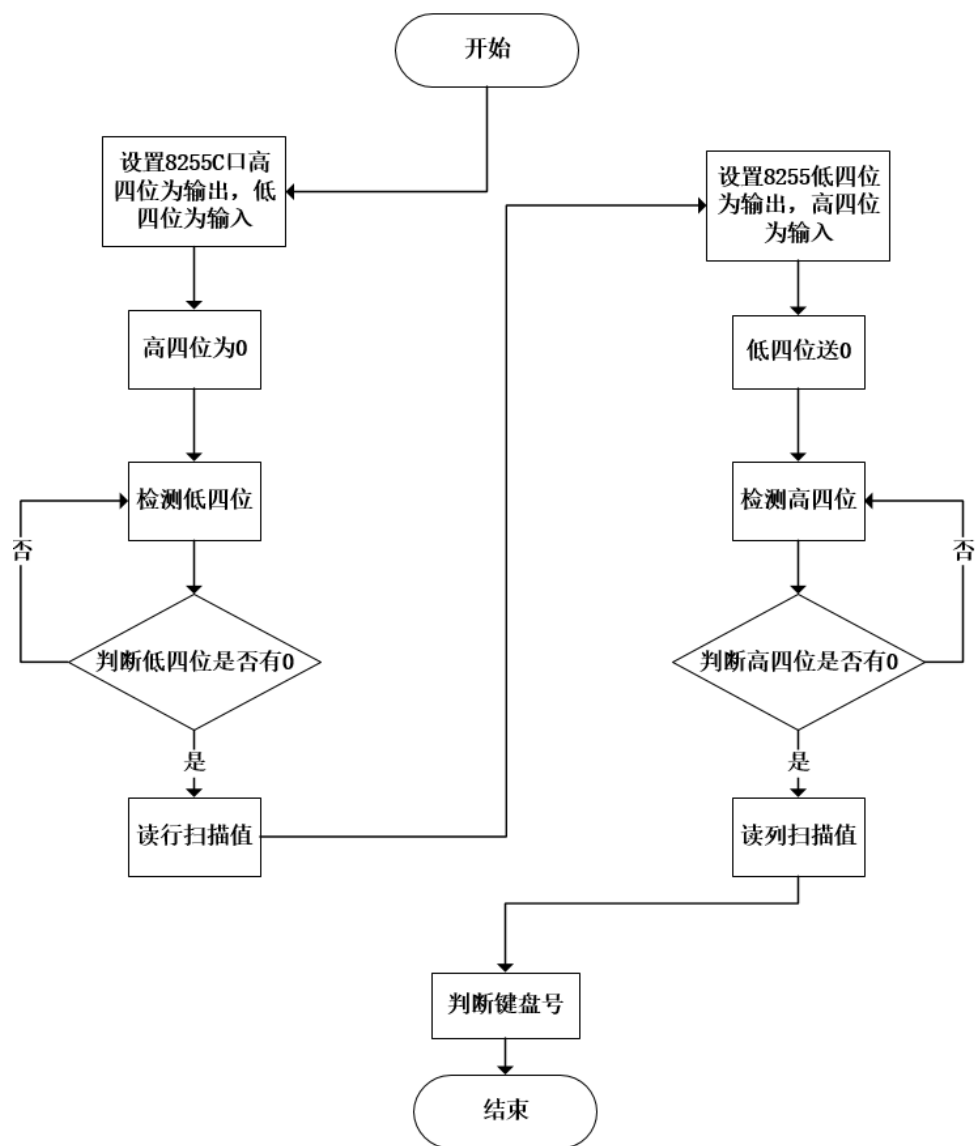 开始
设置8255C口高
四位为输出，低
四位为输入
高四位为0
检测低四位
否
判断低四位是否有0
是
读行扫描值
设置8255低四位
为输出，高四位
为输入
低四位送0
检测高四位
否
判断高四位是否有0
是
读列扫描值
判断键盘号
结束